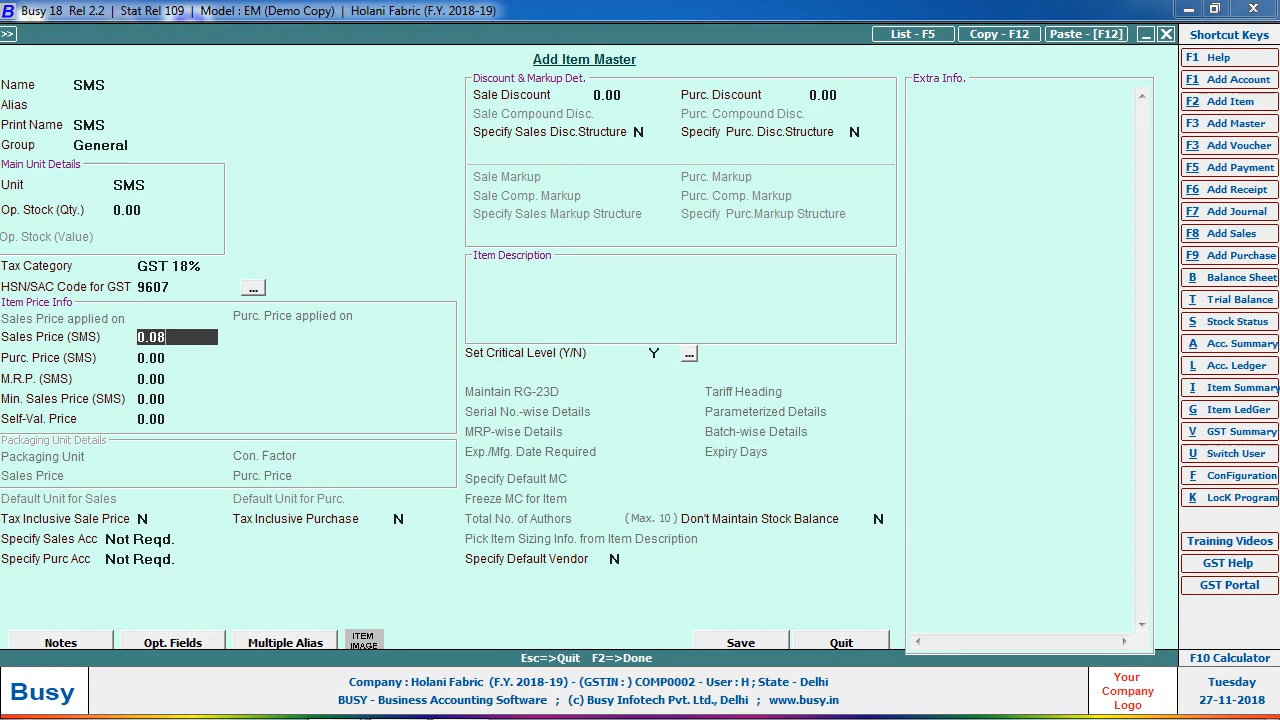 Busy 18 Rel 2.2 | Stat Rel 109 | Model : EM (Demo Copy) | Holani Fabric (F.Y. 2018-19)
>> List - F5 Copy - F12 Paste - [F12]
Add Item Master
Name SMS
Alias
Print Name SMS
Group General
Main Unit Details
Unit SMS
Op. Stock (Qty.) 0.00
Op. Stock (Value)
Tax Category GST 18%
HSN/SAC Code for GST 9607 ...
Item Price Info
Sales Price applied on Purc. Price applied on
Sales Price (SMS) 0.08
Purc. Price (SMS) 0.00
M.R.P. (SMS) 0.00
Min. Sales Price (SMS) 0.00
Self-Val. Price 0.00
Packaging Unit Details
Packaging Unit Con. Factor
Sales Price Purc. Price
Default Unit for Sales Default Unit for Purc.
Tax Inclusive Sale Price N Tax Inclusive Purchase N
Specify Sales Acc Not Reqd.
Specify Purc Acc Not Reqd.
Notes Opt. Fields Multiple Alias ITEM IMAGE
Discount & Markup Det.
Sale Discount 0.00 Purc. Discount 0.00
Sale Compound Disc. Purc. Compound Disc.
Specify Sales Disc.Structure N Specify Purc. Disc.Structure N
Sale Markup Purc. Markup
Sale Comp. Markup Purc. Comp. Markup
Specify Sales Markup Structure Specify Purc.Markup Structure
Item Description
Set Critical Level (Y/N) Y ...
Maintain RG-23D Tariff Heading
Serial No.-wise Details Parameterized Details
MRP-wise Details Batch-wise Details
Exp./Mfg. Date Required Expiry Days
Specify Default MC
Freeze MC for Item
Total No. of Authors (Max. 10) Don't Maintain Stock Balance N
Pick Item Sizing Info. from Item Description
Specify Default Vendor N
Save Quit
Extra Info.
Esc=>Quit F2=>Done
Shortcut Keys
F1 Help
F1 Add Account
F2 Add Item
F3 Add Master
F3 Add Voucher
F5 Add Payment
F6 Add Receipt
F7 Add Journal
F8 Add Sales
F9 Add Purchase
B Balance Sheet
T Trial Balance
S Stock Status
A Acc. Summary
L Acc. Ledger
I Item Summary
G Item LedGer
V GST Summary
U Switch User
F ConFiguration
K LocK Program
Training Videos
GST Help
GST Portal
F10 Calculator
Busy
Company : Holani Fabric (F.Y. 2018-19) - (GSTIN : ) COMP0002 - User : H ; State - Delhi
BUSY - Business Accounting Software ; (c) Busy Infotech Pvt. Ltd., Delhi ; www.busy.in
Your
Company
Logo
Tuesday
27-11-2018